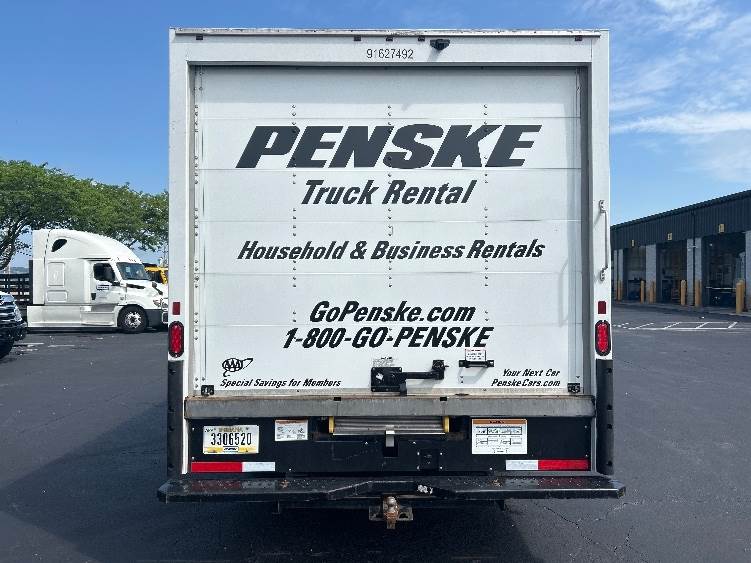 91627492
PENSKE
Truck Rental
Household & Business Rentals
GoPenske.com
1-800-GO-PENSKE
AAA
Special Savings for Members
Your Next Car
PenskeCars.com
INDIANA
3306520